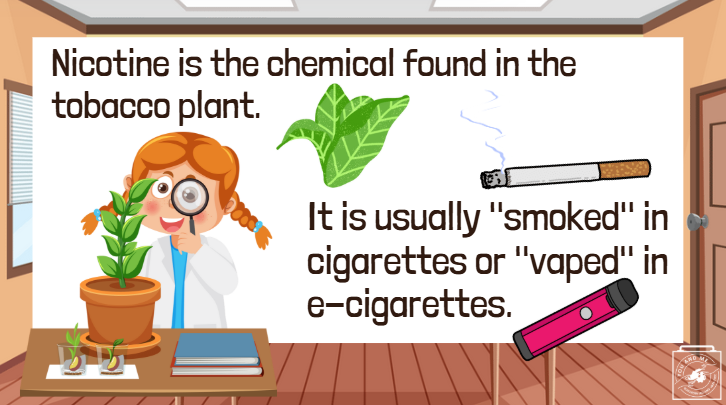 Nicotine is the chemical found in the
tobacco plant.
It is usually "smoked" in
cigarettes or "vaped" in
e-cigarettes.